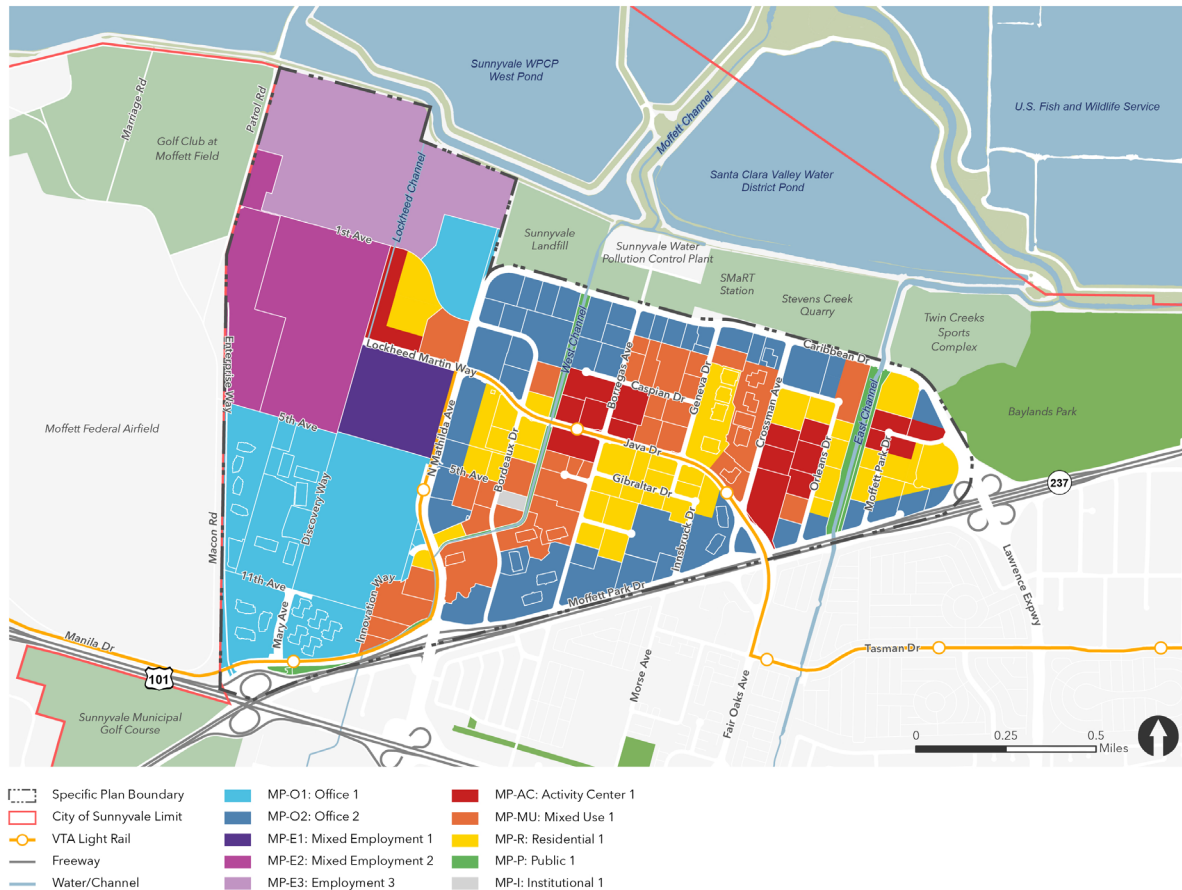 Sunnyvale WPCP
West Pond
Moffett Channel
U.S. Fish and Wildlife Service
Marriage Rd
Patrol Rd
Golf Club at
Moffett Field
Santa Clara Valley Water
District Pond
Lockheed Channel
1st Ave
Sunnyvale
Landfill
Sunnyvale Water
Pollution Control Plant
SMaRT
Station
Stevens Creek
Quarry
Twin Creeks
Sports
Complex
Caribbean Dr
West Channel
Borregas Ave
Geneva Dr
Lockheed Martin Way
Enterprise Way
Caspian Dr
Crossman Ave
East Channel
Baylands Park
Moffett Federal Airfield
5th Ave
N Mathilda Ave
Bordeaux Dr
Java Dr
Orleans Dr
Moffett Park Dr
5th Ave
Gibraltar Dr
237
Discovery Way
Macon Rd
Innsbruck Dr
Lawrence Expwy
11th Ave
Innovation Way
Moffett Park Dr
Mary Ave
Manila Dr
Tasman Dr
101
Morse Ave
Fair Oaks Ave
Sunnyvale Municipal
Golf Course
0 0.25 0.5
Miles
Specific Plan Boundary
City of Sunnyvale Limit
VTA Light Rail
Freeway
Water/Channel
MP-O1: Office 1
MP-O2: Office 2
MP-E1: Mixed Employment 1
MP-E2: Mixed Employment 2
MP-E3: Employment 3
MP-AC: Activity Center 1
MP-MU: Mixed Use 1
MP-R: Residential 1
MP-P: Public 1
MP-I: Institutional 1